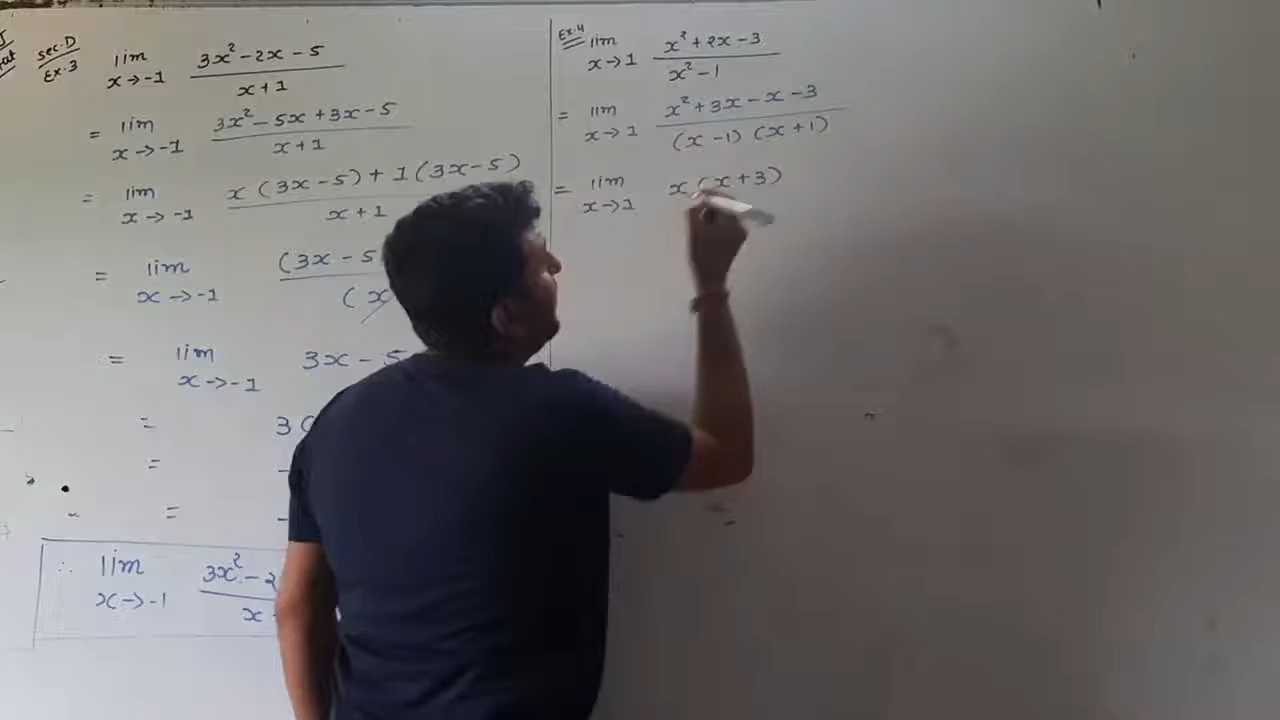 Sec-D
Ex.3
lim x→-1 (3x² - 2x - 5)/(x + 1)
= lim x→-1 (3x² - 5x + 3x - 5)/(x + 1)
= lim x→-1 (x(3x - 5) + 1(3x - 5))/(x + 1)
= lim x→-1 (3x - 5 / (x
= lim x→-1 3x - 5
= 3(
= -
= -
∴ lim x→-1 3x² - 2 / x
Ex.4
lim x→1 (x² + 2x - 3)/(x² - 1)
= lim x→1 (x² + 3x - x - 3)/((x - 1)(x + 1))
= lim x→1 x(x + 3)